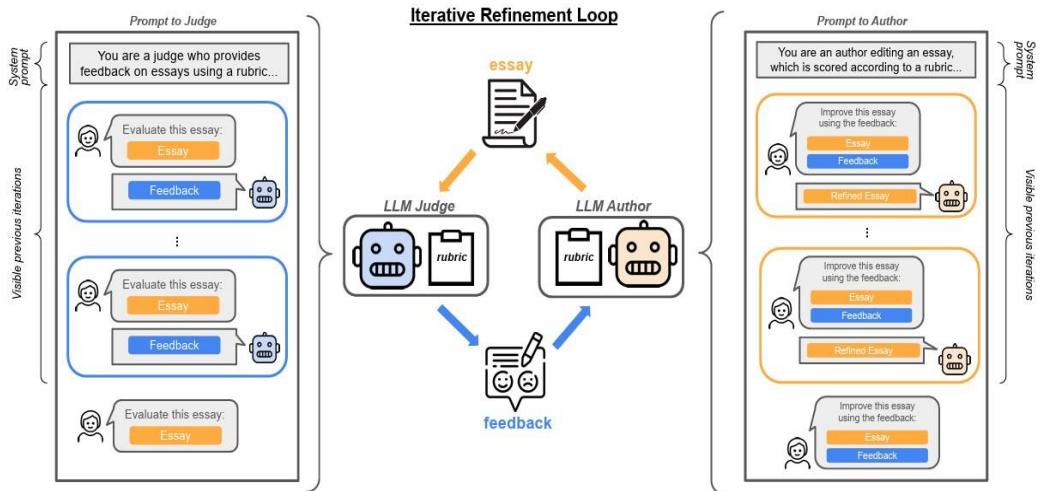 Iterative Refinement Loop
Prompt to Judge
System prompt
You are a judge who provides
feedback on essays using a rubric...
Visible previous iterations
Evaluate this essay:
Essay
Feedback
...
Evaluate this essay:
Essay
Feedback
Evaluate this essay:
Essay
essay
LLM Judge
rubric
LLM Author
rubric
feedback
Prompt to Author
You are an author editing an essay,
which is scored according to a rubric...
System prompt
Improve this essay
using the feedback:
Essay
Feedback
Refined Essay
...
Improve this essay
using the feedback:
Essay
Feedback
Refined Essay
Visible previous iterations
Improve this essay
using the feedback:
Essay
Feedback